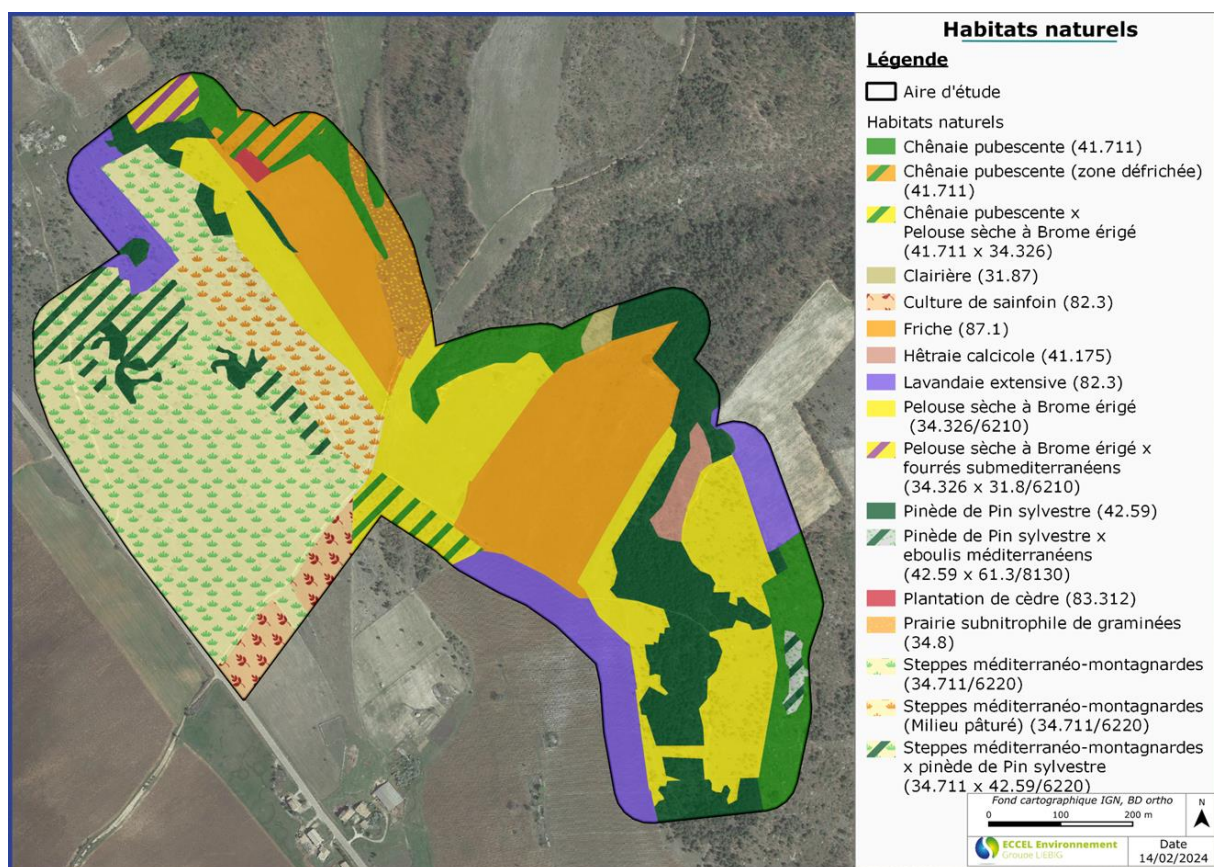 Habitats naturels
Légende
Aire d'étude
Habitats naturels
Chênaie pubescente (41.711)
Chênaie pubescente (zone défrichée)
(41.711)
Chênaie pubescente x
Pelouse sèche à Brome érigé
(41.711 x 34.326)
Clairière (31.87)
Culture de sainfoin (82.3)
Friche (87.1)
Hêtraie calcicole (41.175)
Lavandaie extensive (82.3)
Pelouse sèche à Brome érigé
(34.326/6210)
Pelouse sèche à Brome érigé x
fourrés submediterranéens
(34.326 x 31.8/6210)
Pinède de Pin sylvestre (42.59)
Pinède de Pin sylvestre x
eboulis méditerranéens
(42.59 x 61.3/8130)
Plantation de cèdre (83.312)
Prairie subnitrophile de graminées
(34.8)
Steppes méditerranéo-montagnardes
(34.711/6220)
Steppes méditerranéo-montagnardes
(Milieu pâturé) (34.711/6220)
Steppes méditerranéo-montagnardes
x pinède de Pin sylvestre
(34.711 x 42.59/6220)
Fond cartographique IGN, BD ortho
0 100 200 m
N
ECCEL Environnement
Groupe LIEBIG
Date
14/02/2024